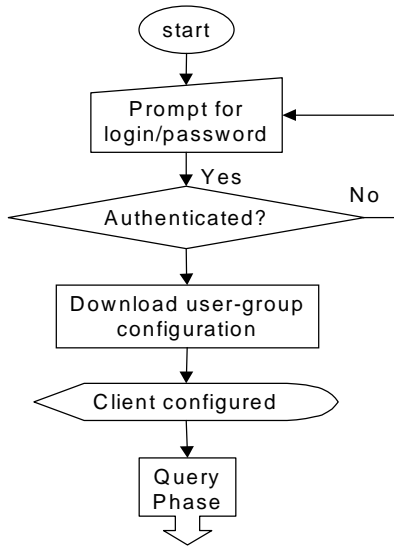 start
Prompt for
login/password
Yes
No
Authenticated?
Download user-group
configuration
Client configured
Query
Phase